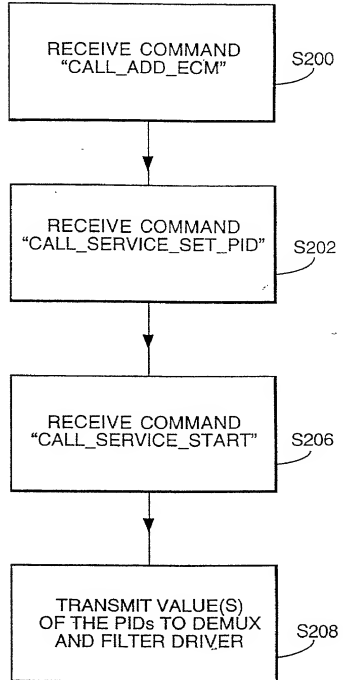 RECEIVE COMMAND
“CALL_ADD_ECM”
S200
RECEIVE COMMAND
“CALL_SERVICE_SET_PID”
S202
RECEIVE COMMAND
“CALL_SERVICE_START”
S206
TRANSMIT VALUE(S)
OF THE PIDs TO DEMUX
AND FILTER DRIVER
S208